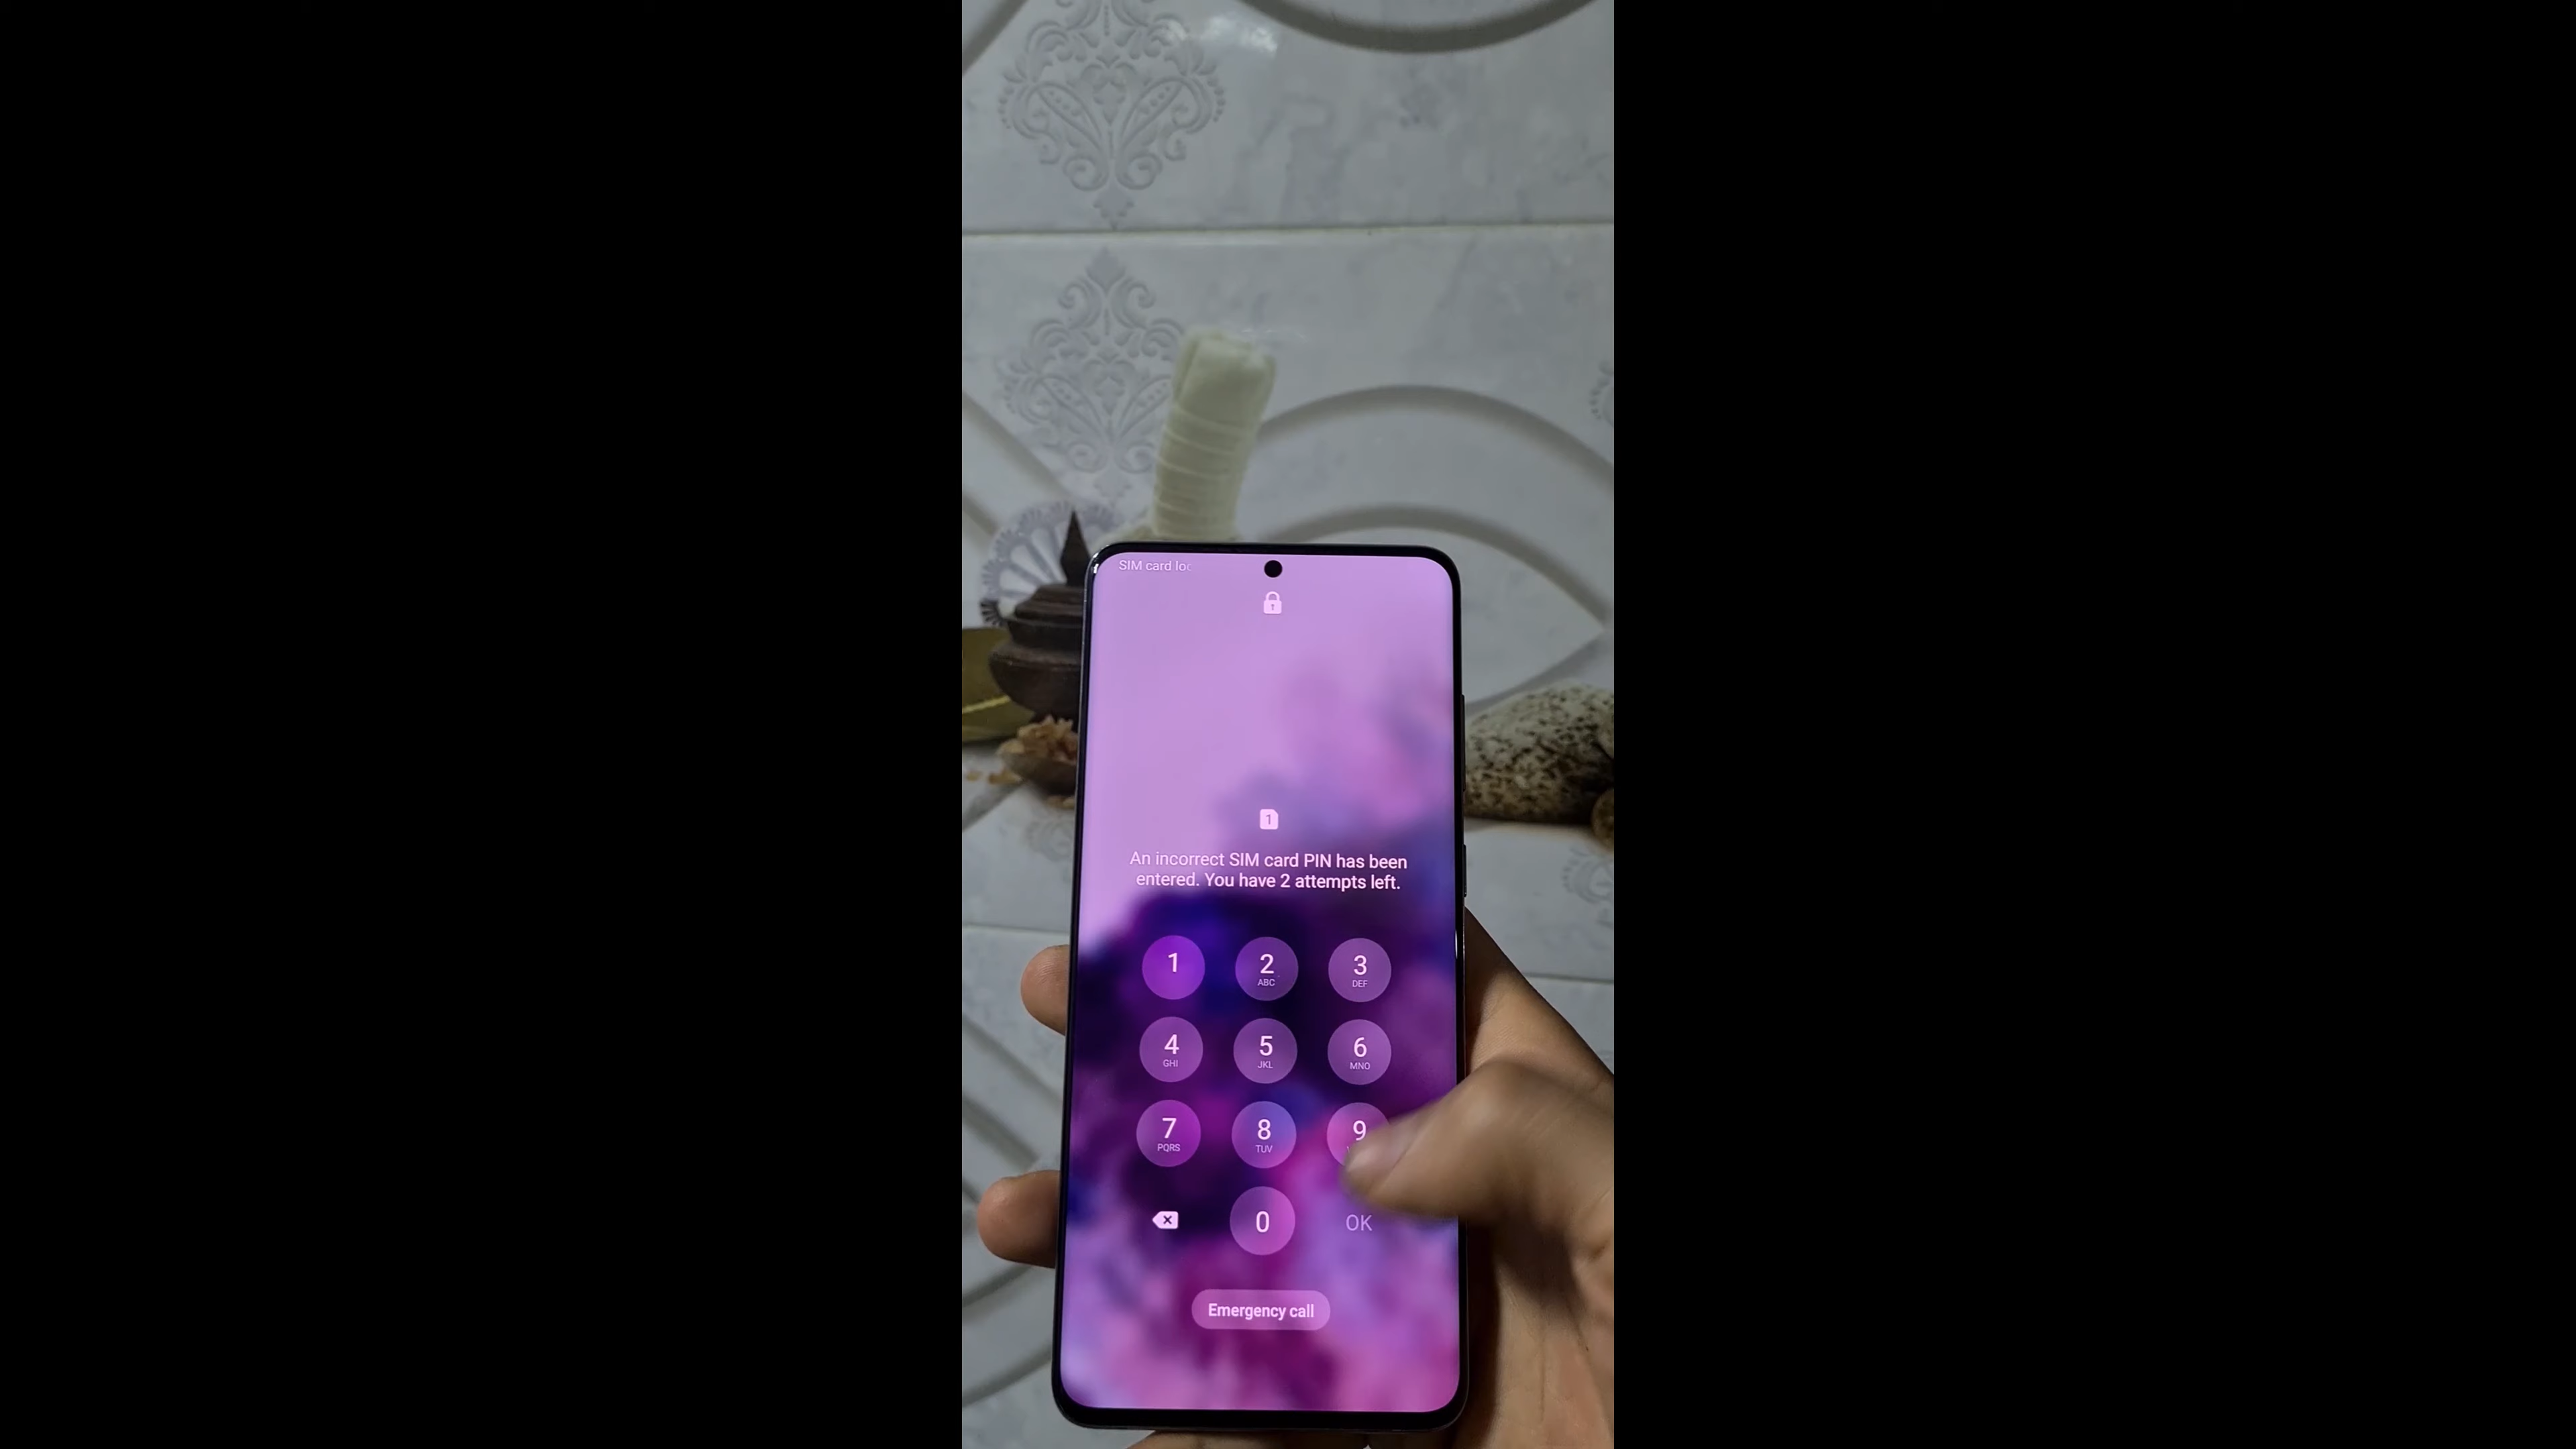 SIM card loc
1
An incorrect SIM card PIN has been
entered. You have 2 attempts left.
1 2 3
ABC DEF
4 5 6
GHI JKL MNO
7 8 9
PQRS TUV
0 OK
Emergency call